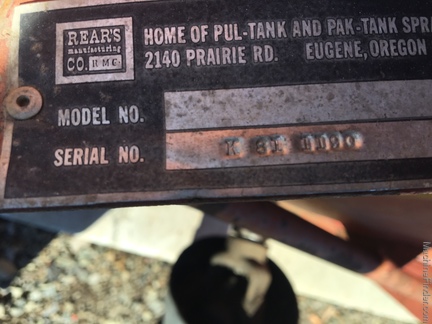 REAR'S
manufacturing
CO. RMC
HOME OF PUL-TANK AND PAK-TANK SPR
2140 PRAIRIE RD. EUGENE, OREGON
MODEL NO.
SERIAL NO.